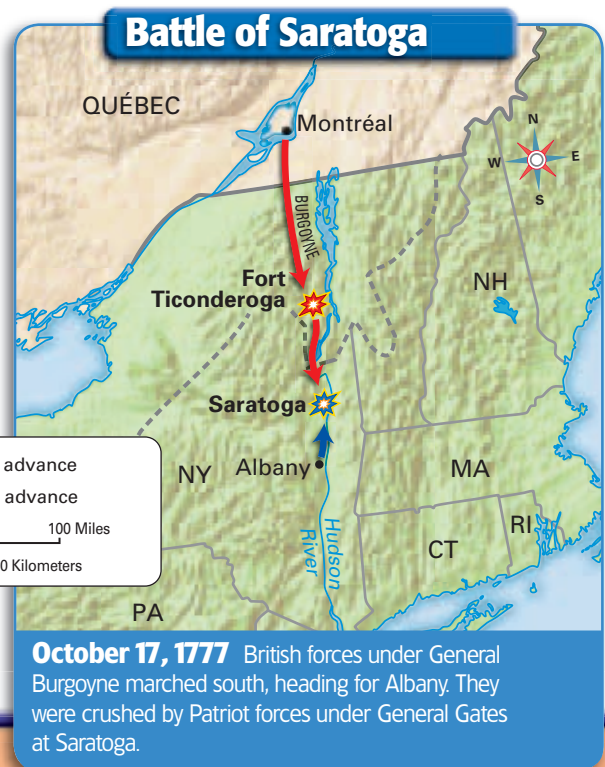 Battle of Saratoga
QUÉBEC
Montréal
N
W
E
S
BURGOYNE
Fort
Ticonderoga
NH
Saratoga
advance
advance
100 Miles
0 Kilometers
NY
Albany
MA
Hudson
River
CT
RI
PA
October 17, 1777 British forces under General
Burgoyne marched south, heading for Albany. They
were crushed by Patriot forces under General Gates
at Saratoga.